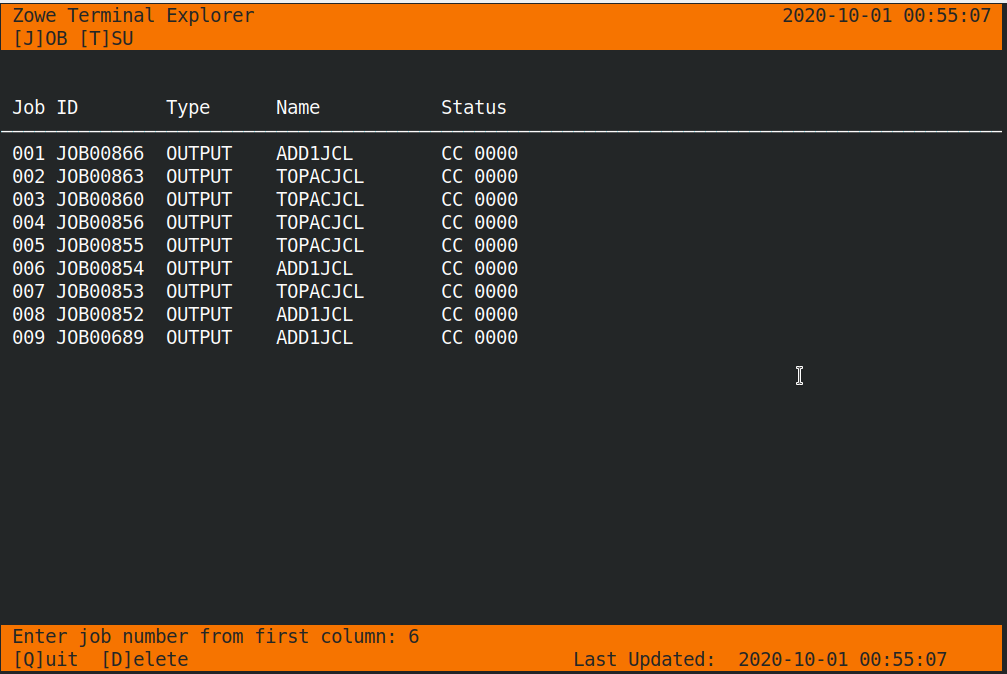 Zowe Terminal Explorer 2020-10-01 00:55:07
[J]OB [T]SU
Job ID Type Name Status
001 JOB00866 OUTPUT ADD1JCL CC 0000
002 JOB00863 OUTPUT TOPACJCL CC 0000
003 JOB00860 OUTPUT TOPACJCL CC 0000
004 JOB00856 OUTPUT TOPACJCL CC 0000
005 JOB00855 OUTPUT TOPACJCL CC 0000
006 JOB00854 OUTPUT ADD1JCL CC 0000
007 JOB00853 OUTPUT TOPACJCL CC 0000
008 JOB00852 OUTPUT ADD1JCL CC 0000
009 JOB00689 OUTPUT ADD1JCL CC 0000
Enter job number from first column: 6
[Q]uit [D]elete Last Updated: 2020-10-01 00:55:07